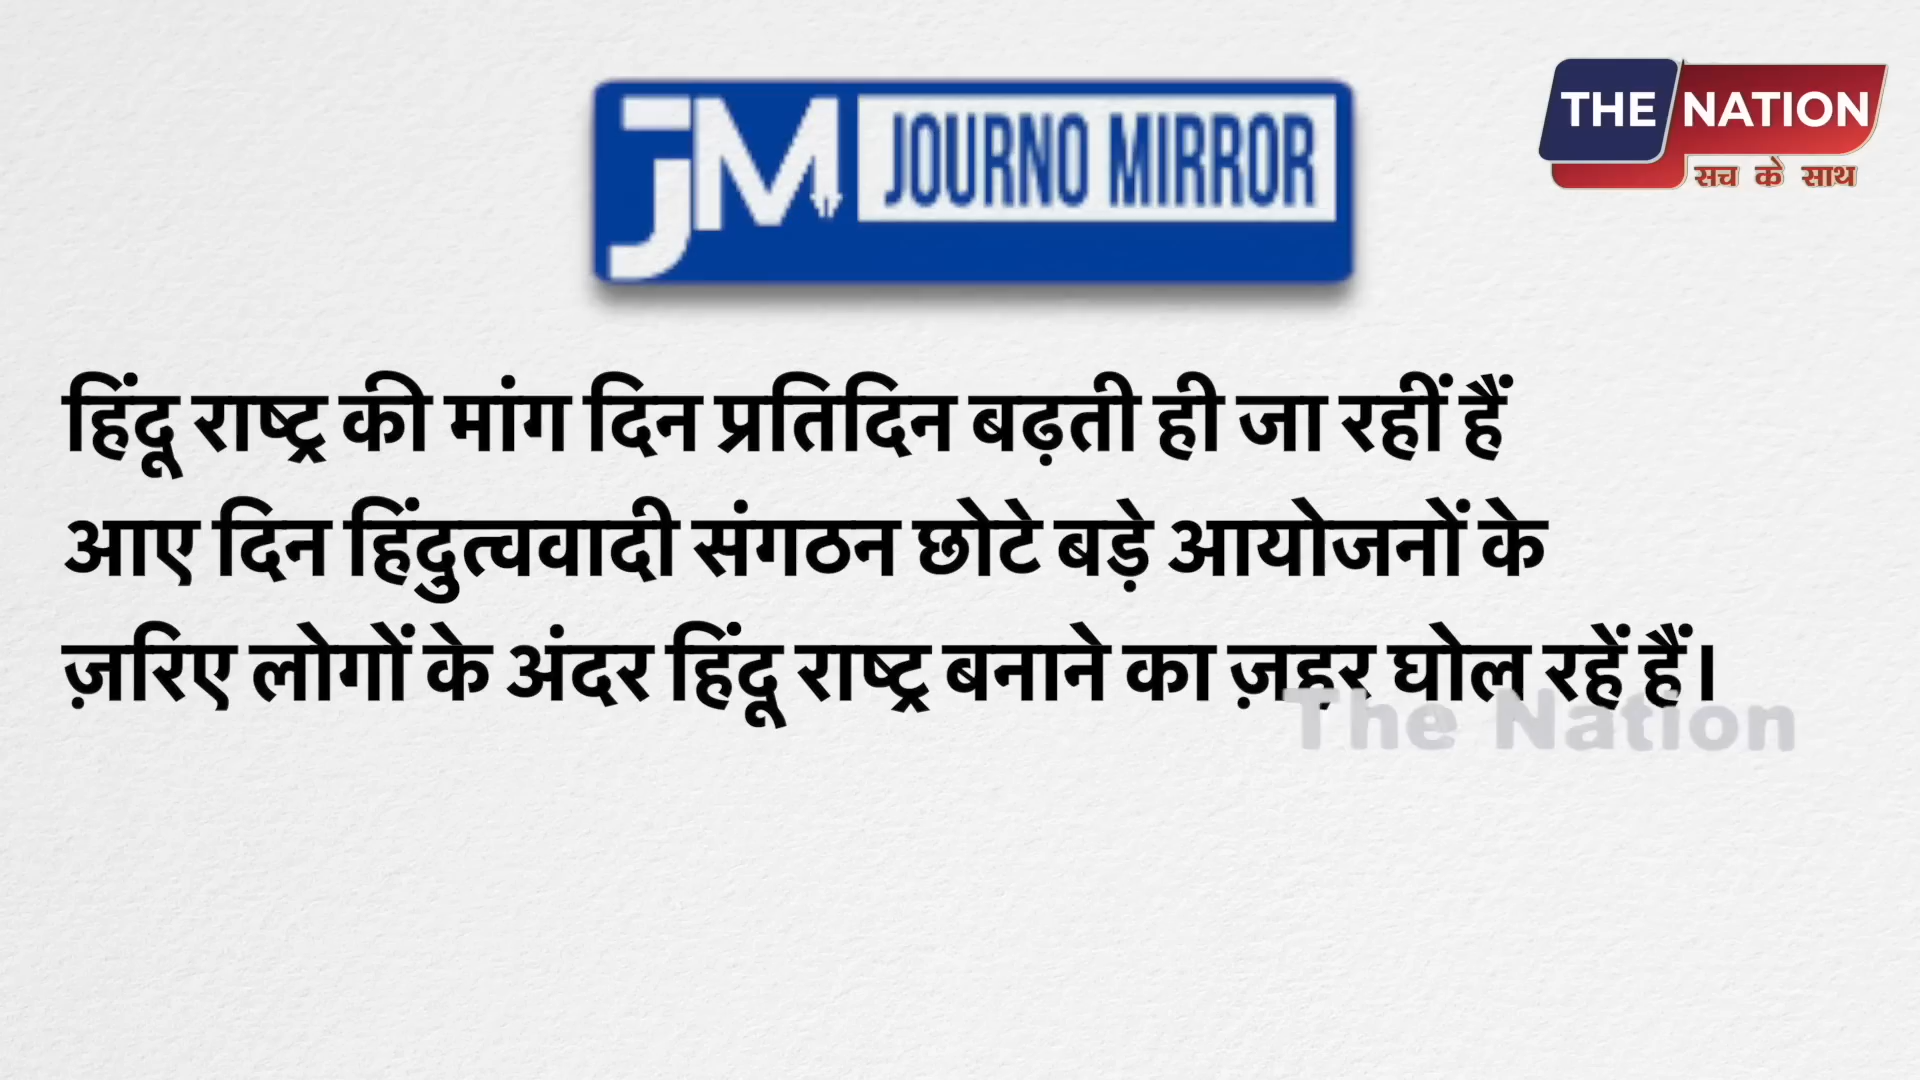 JM JOURNO MIRROR
THE NATION
सच के साथ
हिंदू राष्ट्र की मांग दिन प्रतिदिन बढ़ती ही जा रहीं हैं
आए दिन हिंदुत्ववादी संगठन छोटे बड़े आयोजनों के
ज़रिए लोगों के अंदर हिंदू राष्ट्र बनाने का ज़हर घोल रहें हैं।
The Nation